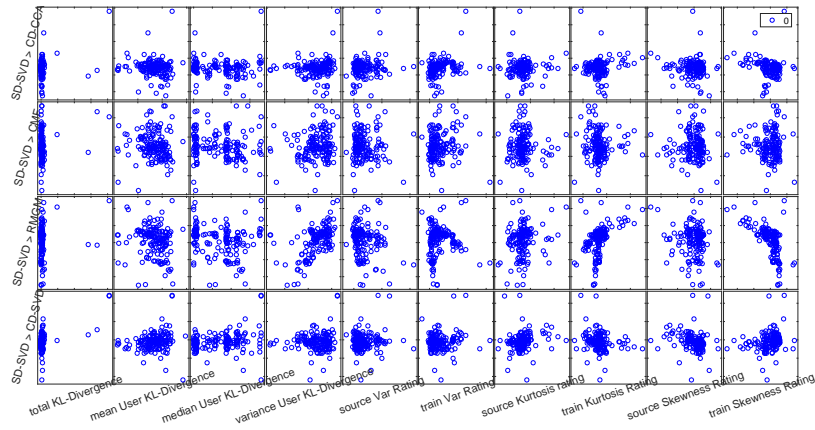 SD-SVD > CD-CCA
0
SD-SVD > CMF
SD-SVD > RMGM
SD-SVD > CD-SVD
total KL-Divergence
mean User KL-Divergence
median User KL-Divergence
variance User KL-Divergence
source Var Rating
train Var Rating
source Kurtosis rating
train Kurtosis Rating
source Skewness Rating
train Skewness Rating